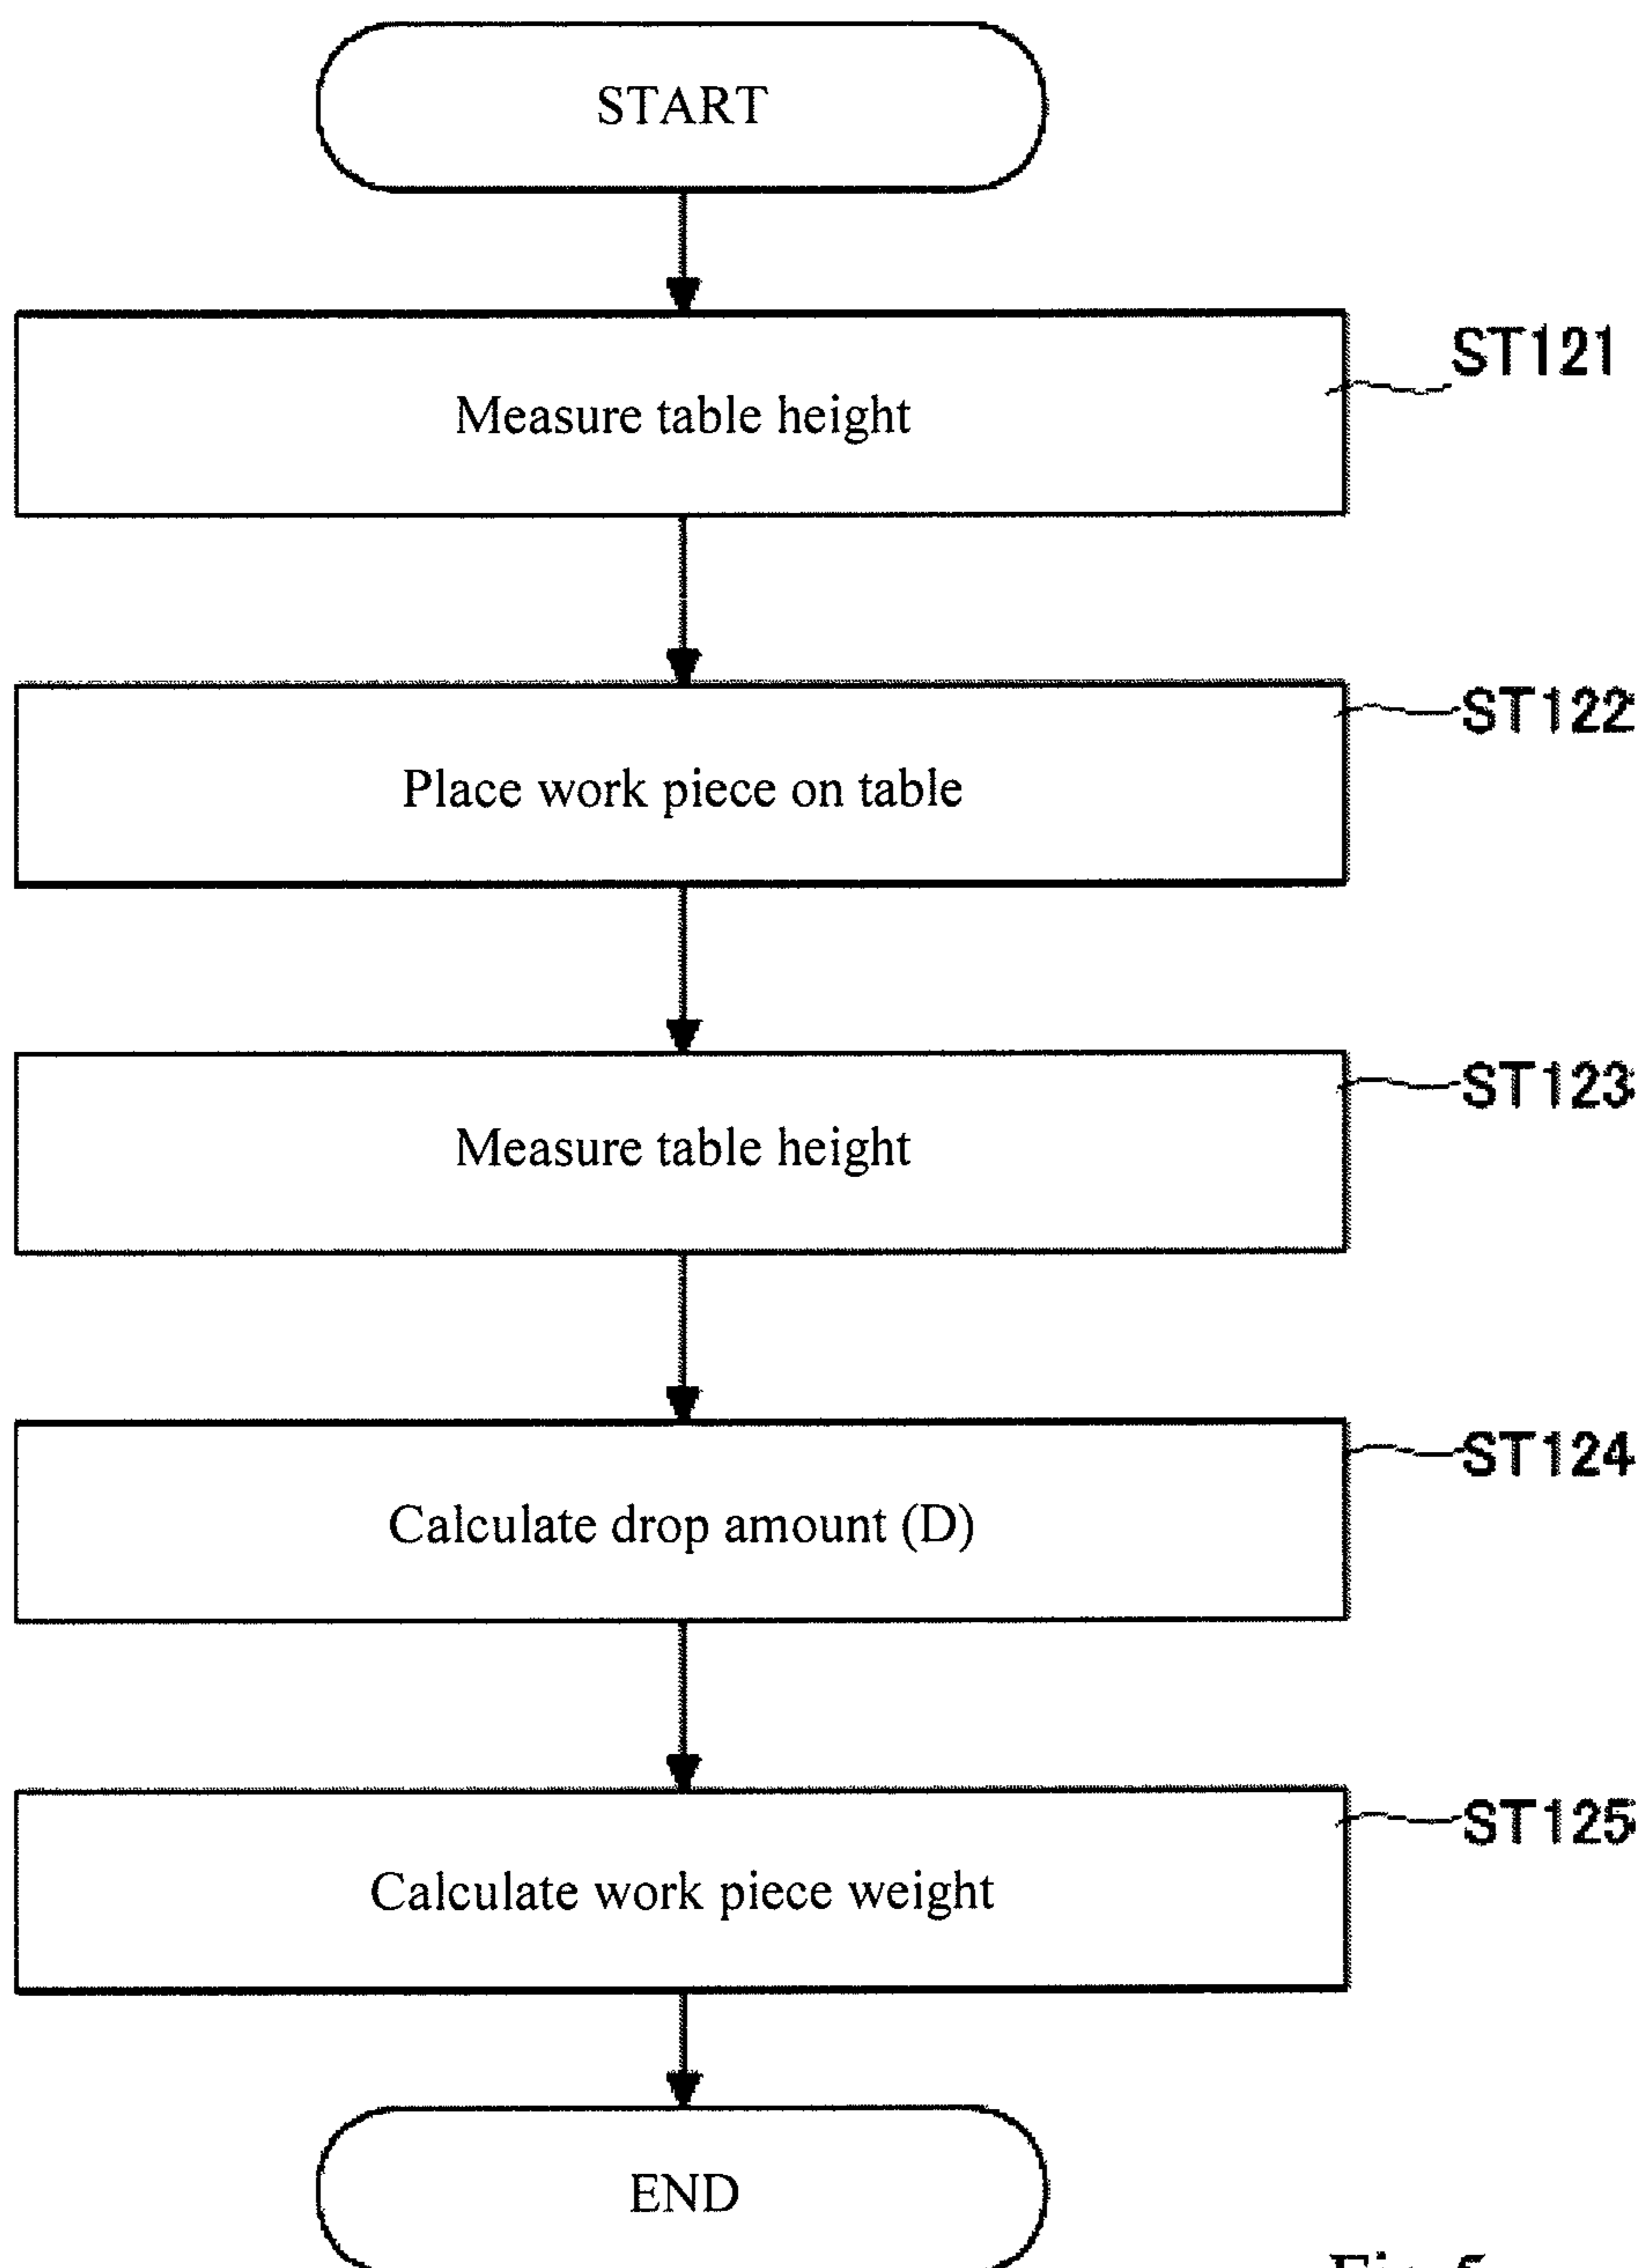 START
Measure table height
ST121
Place work piece on table
ST122
Measure table height
ST123
Calculate drop amount (D)
ST124
Calculate work piece weight
ST125
END